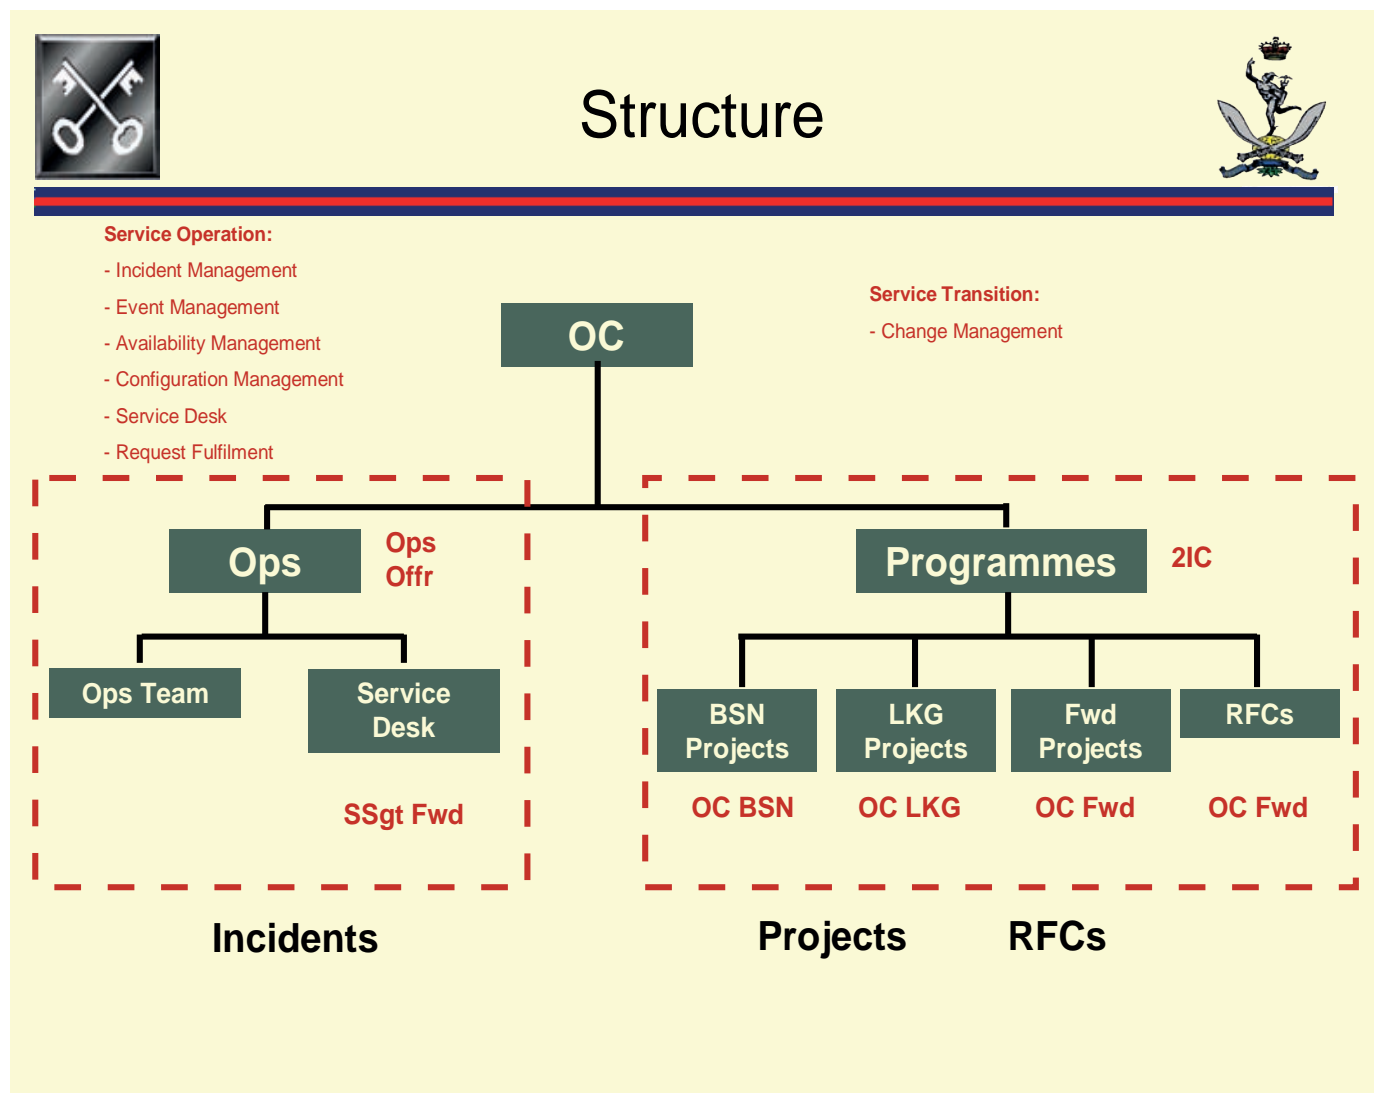 Structure
Service Operation:
- Incident Management
- Event Management
- Availability Management
- Configuration Management
- Service Desk
- Request Fulfilment
Service Transition:
- Change Management
OC
Ops
Ops
Offr
Programmes
2IC
Ops Team
Service
Desk
SSgt Fwd
BSN
Projects
LKG
Projects
Fwd
Projects
RFCs
OC BSN
OC LKG
OC Fwd
OC Fwd
Incidents
Projects
RFCs